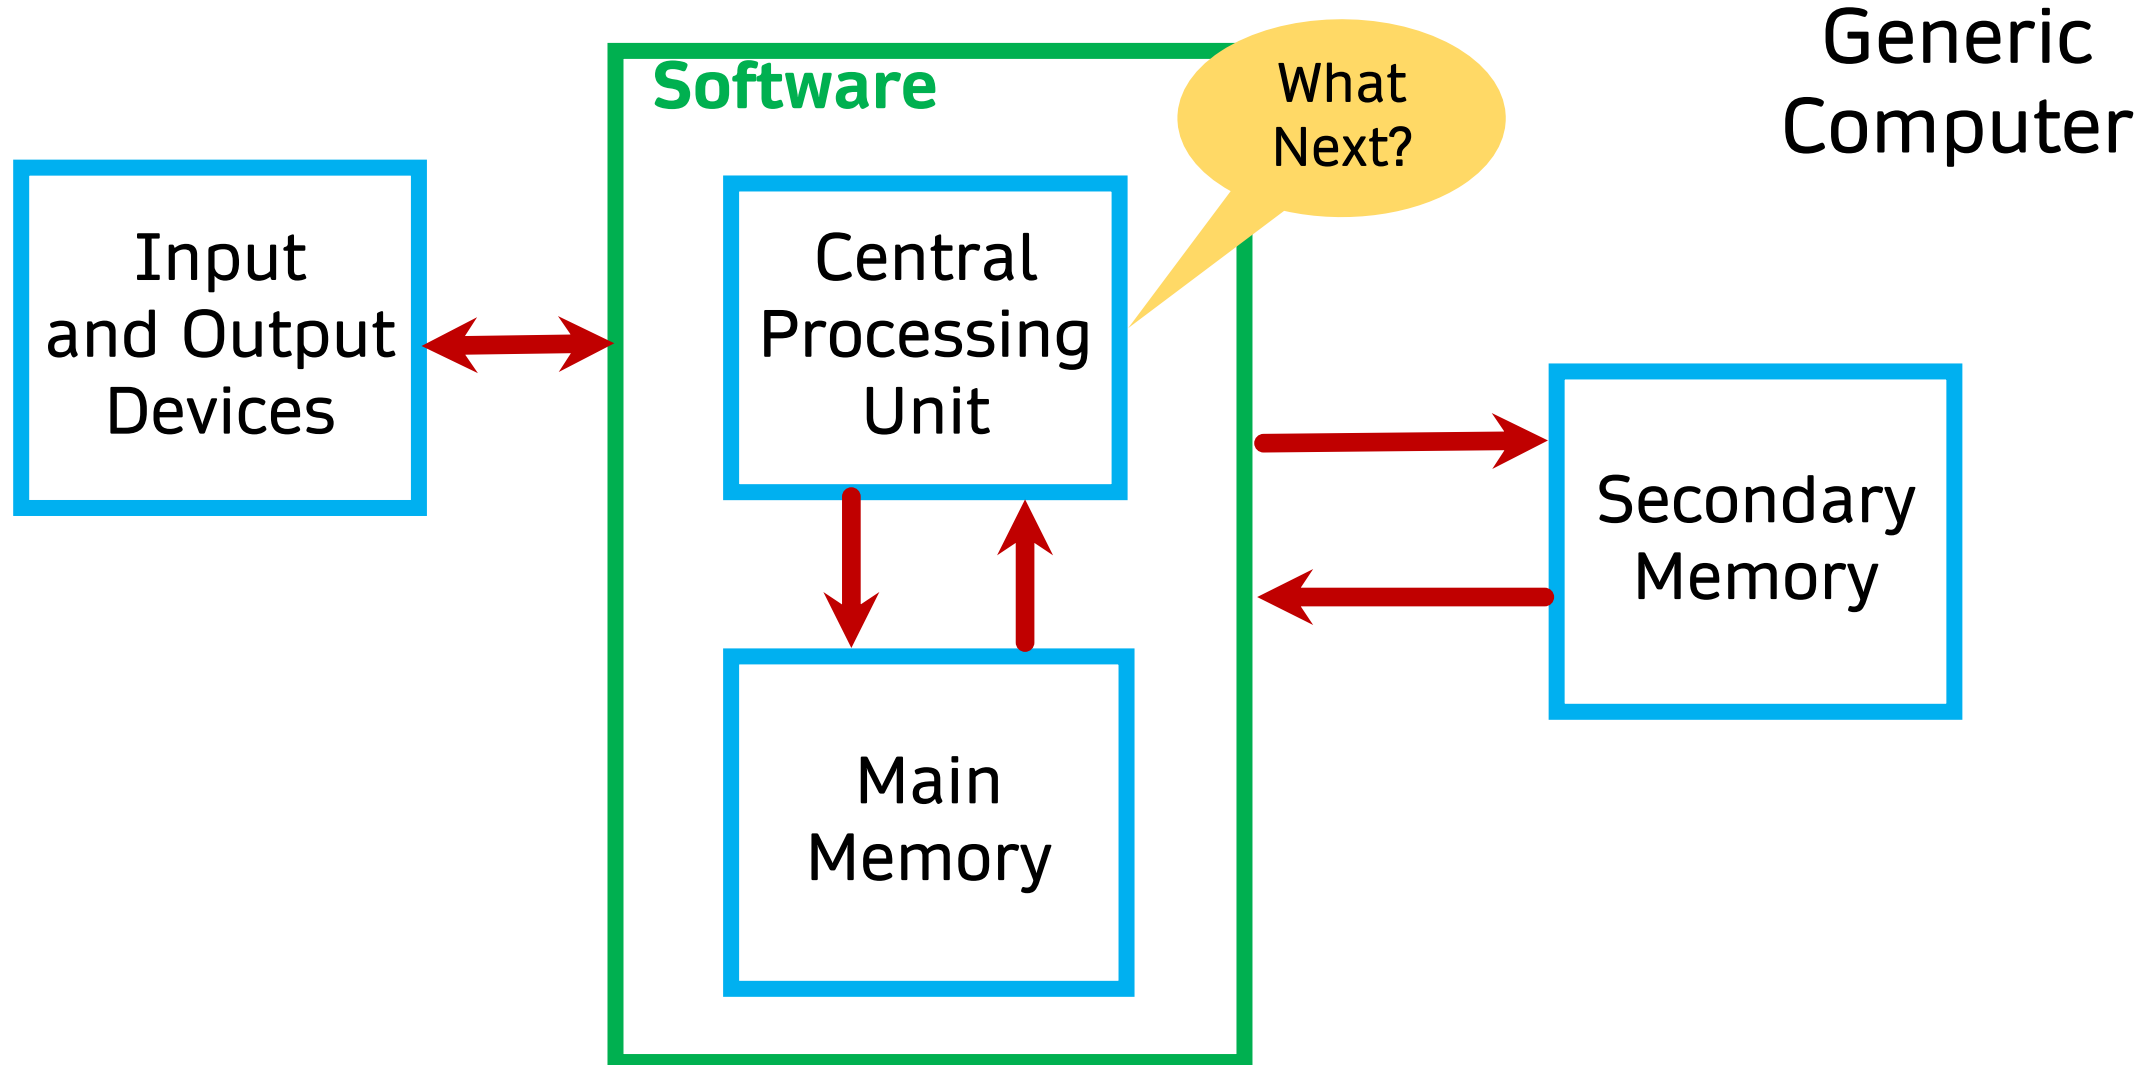 Generic
Computer
Software
What
Next?
Input
and Output
Devices
Central
Processing
Unit
Secondary
Memory
Main
Memory